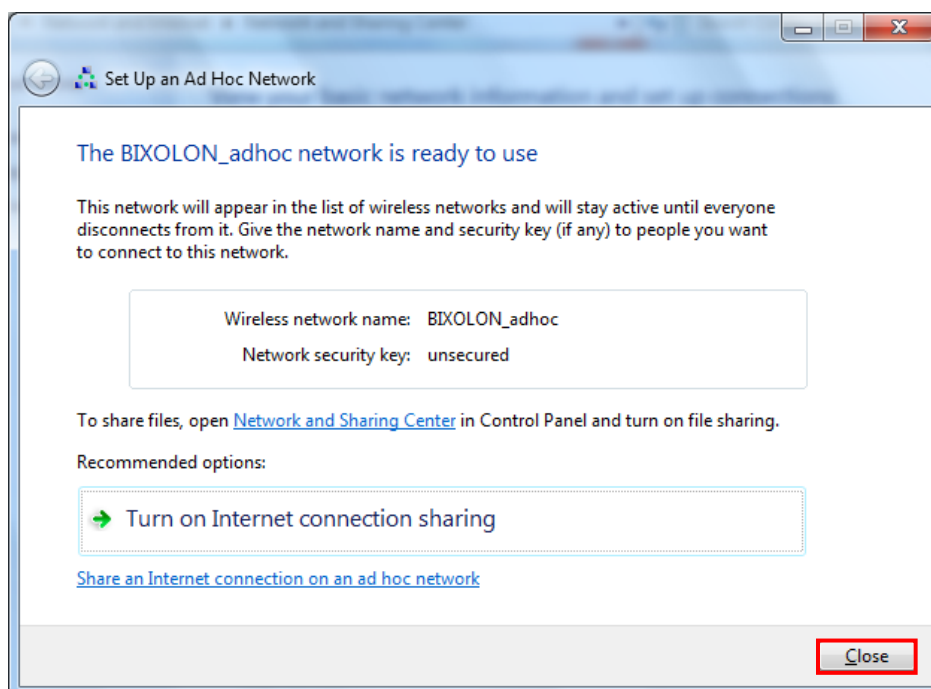 Set Up an Ad Hoc Network
The BIXOLON_adhoc network is ready to use
This network will appear in the list of wireless networks and will stay active until everyone
disconnects from it. Give the network name and security key (if any) to people you want
to connect to this network.
Wireless network name: BIXOLON_adhoc
Network security key: unsecured
To share files, open Network and Sharing Center in Control Panel and turn on file sharing.
Recommended options:
Turn on Internet connection sharing
Share an Internet connection on an ad hoc network
Close